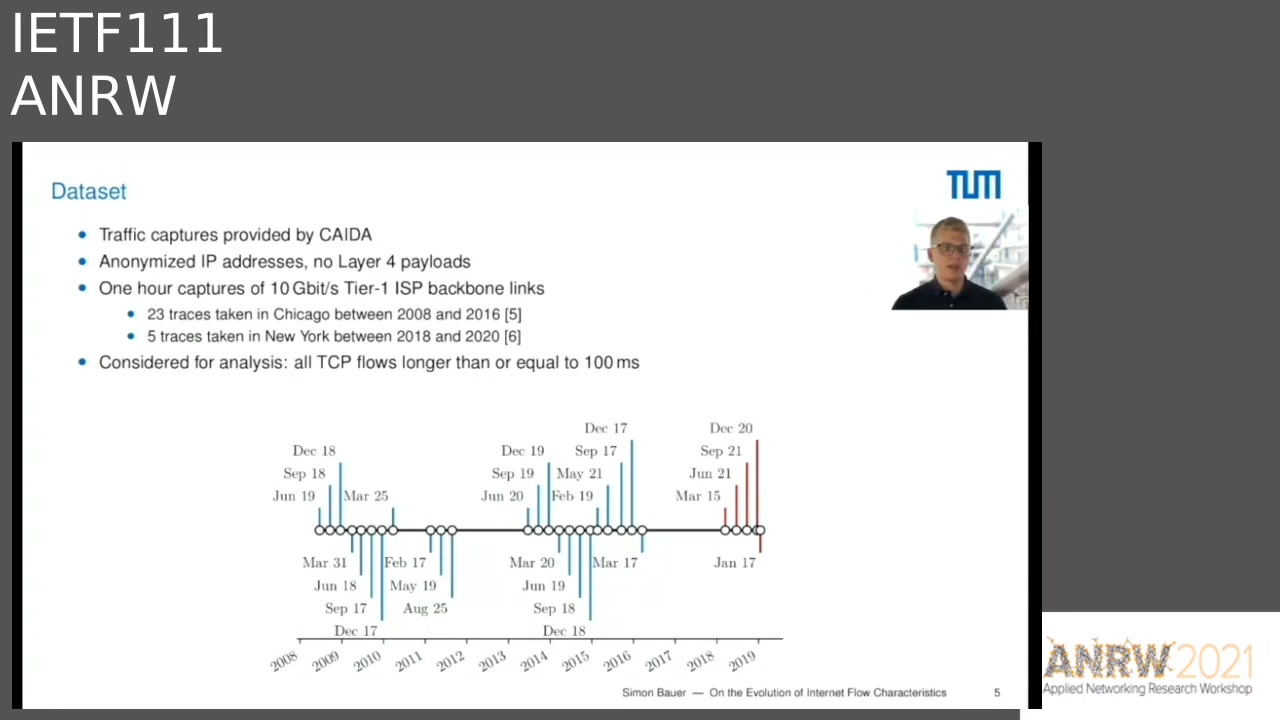 IETF111
ANRW
TUM
Dataset
• Traffic captures provided by CAIDA
• Anonymized IP addresses, no Layer 4 payloads
• One hour captures of 10 Gbit/s Tier-1 ISP backbone links
• 23 traces taken in Chicago between 2008 and 2016 [5]
• 5 traces taken in New York between 2018 and 2020 [6]
• Considered for analysis: all TCP flows longer than or equal to 100 ms
Dec 17 Dec 20
Dec 18 Dec 19 Sep 17 Sep 21
Sep 18 Sep 19 May 21 Jun 21
Jun 19 Mar 25 Jun 20 Feb 19 Mar 15
Mar 31 Feb 17 Mar 20 Mar 17 Jan 17
Jun 18 May 19 Jun 19
Sep 17 Aug 25 Sep 18
Dec 17 Dec 18
2008 2009 2010 2011 2012 2013 2014 2015 2016 2017 2018 2019
Simon Bauer — On the Evolution of Internet Flow Characteristics 5
ANRW 2021
Applied Networking Research Workshop